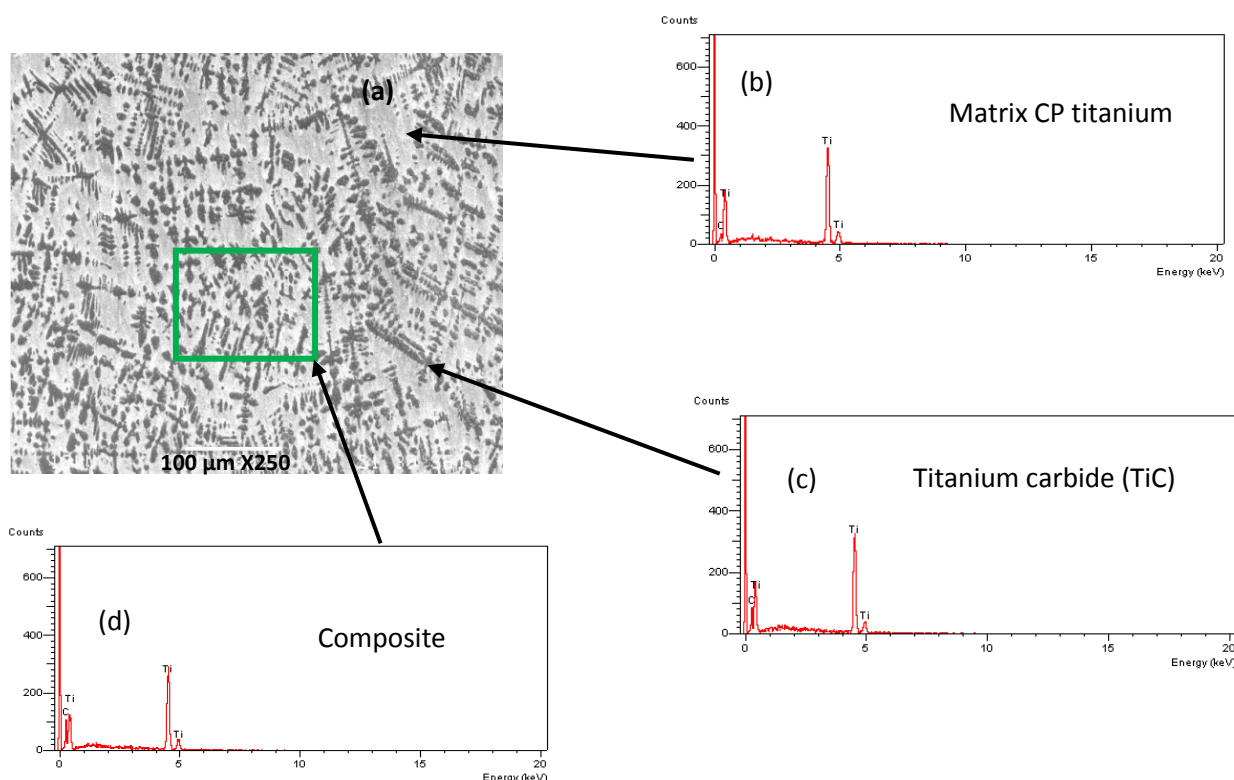 (a)
100 µm X250
Counts
600
400
200
0
(b)
Matrix CP titanium
Ti
Ti
C
Ti
0
5
10
15
20
Energy (keV)
Counts
600
400
200
0
(c)
Titanium carbide (TiC)
Ti
Ti
C
Ti
0
5
10
15
20
Energy (keV)
Counts
600
400
200
0
(d)
Composite
Ti
Ti
C
Ti
0
5
10
15
20
Energy (keV)